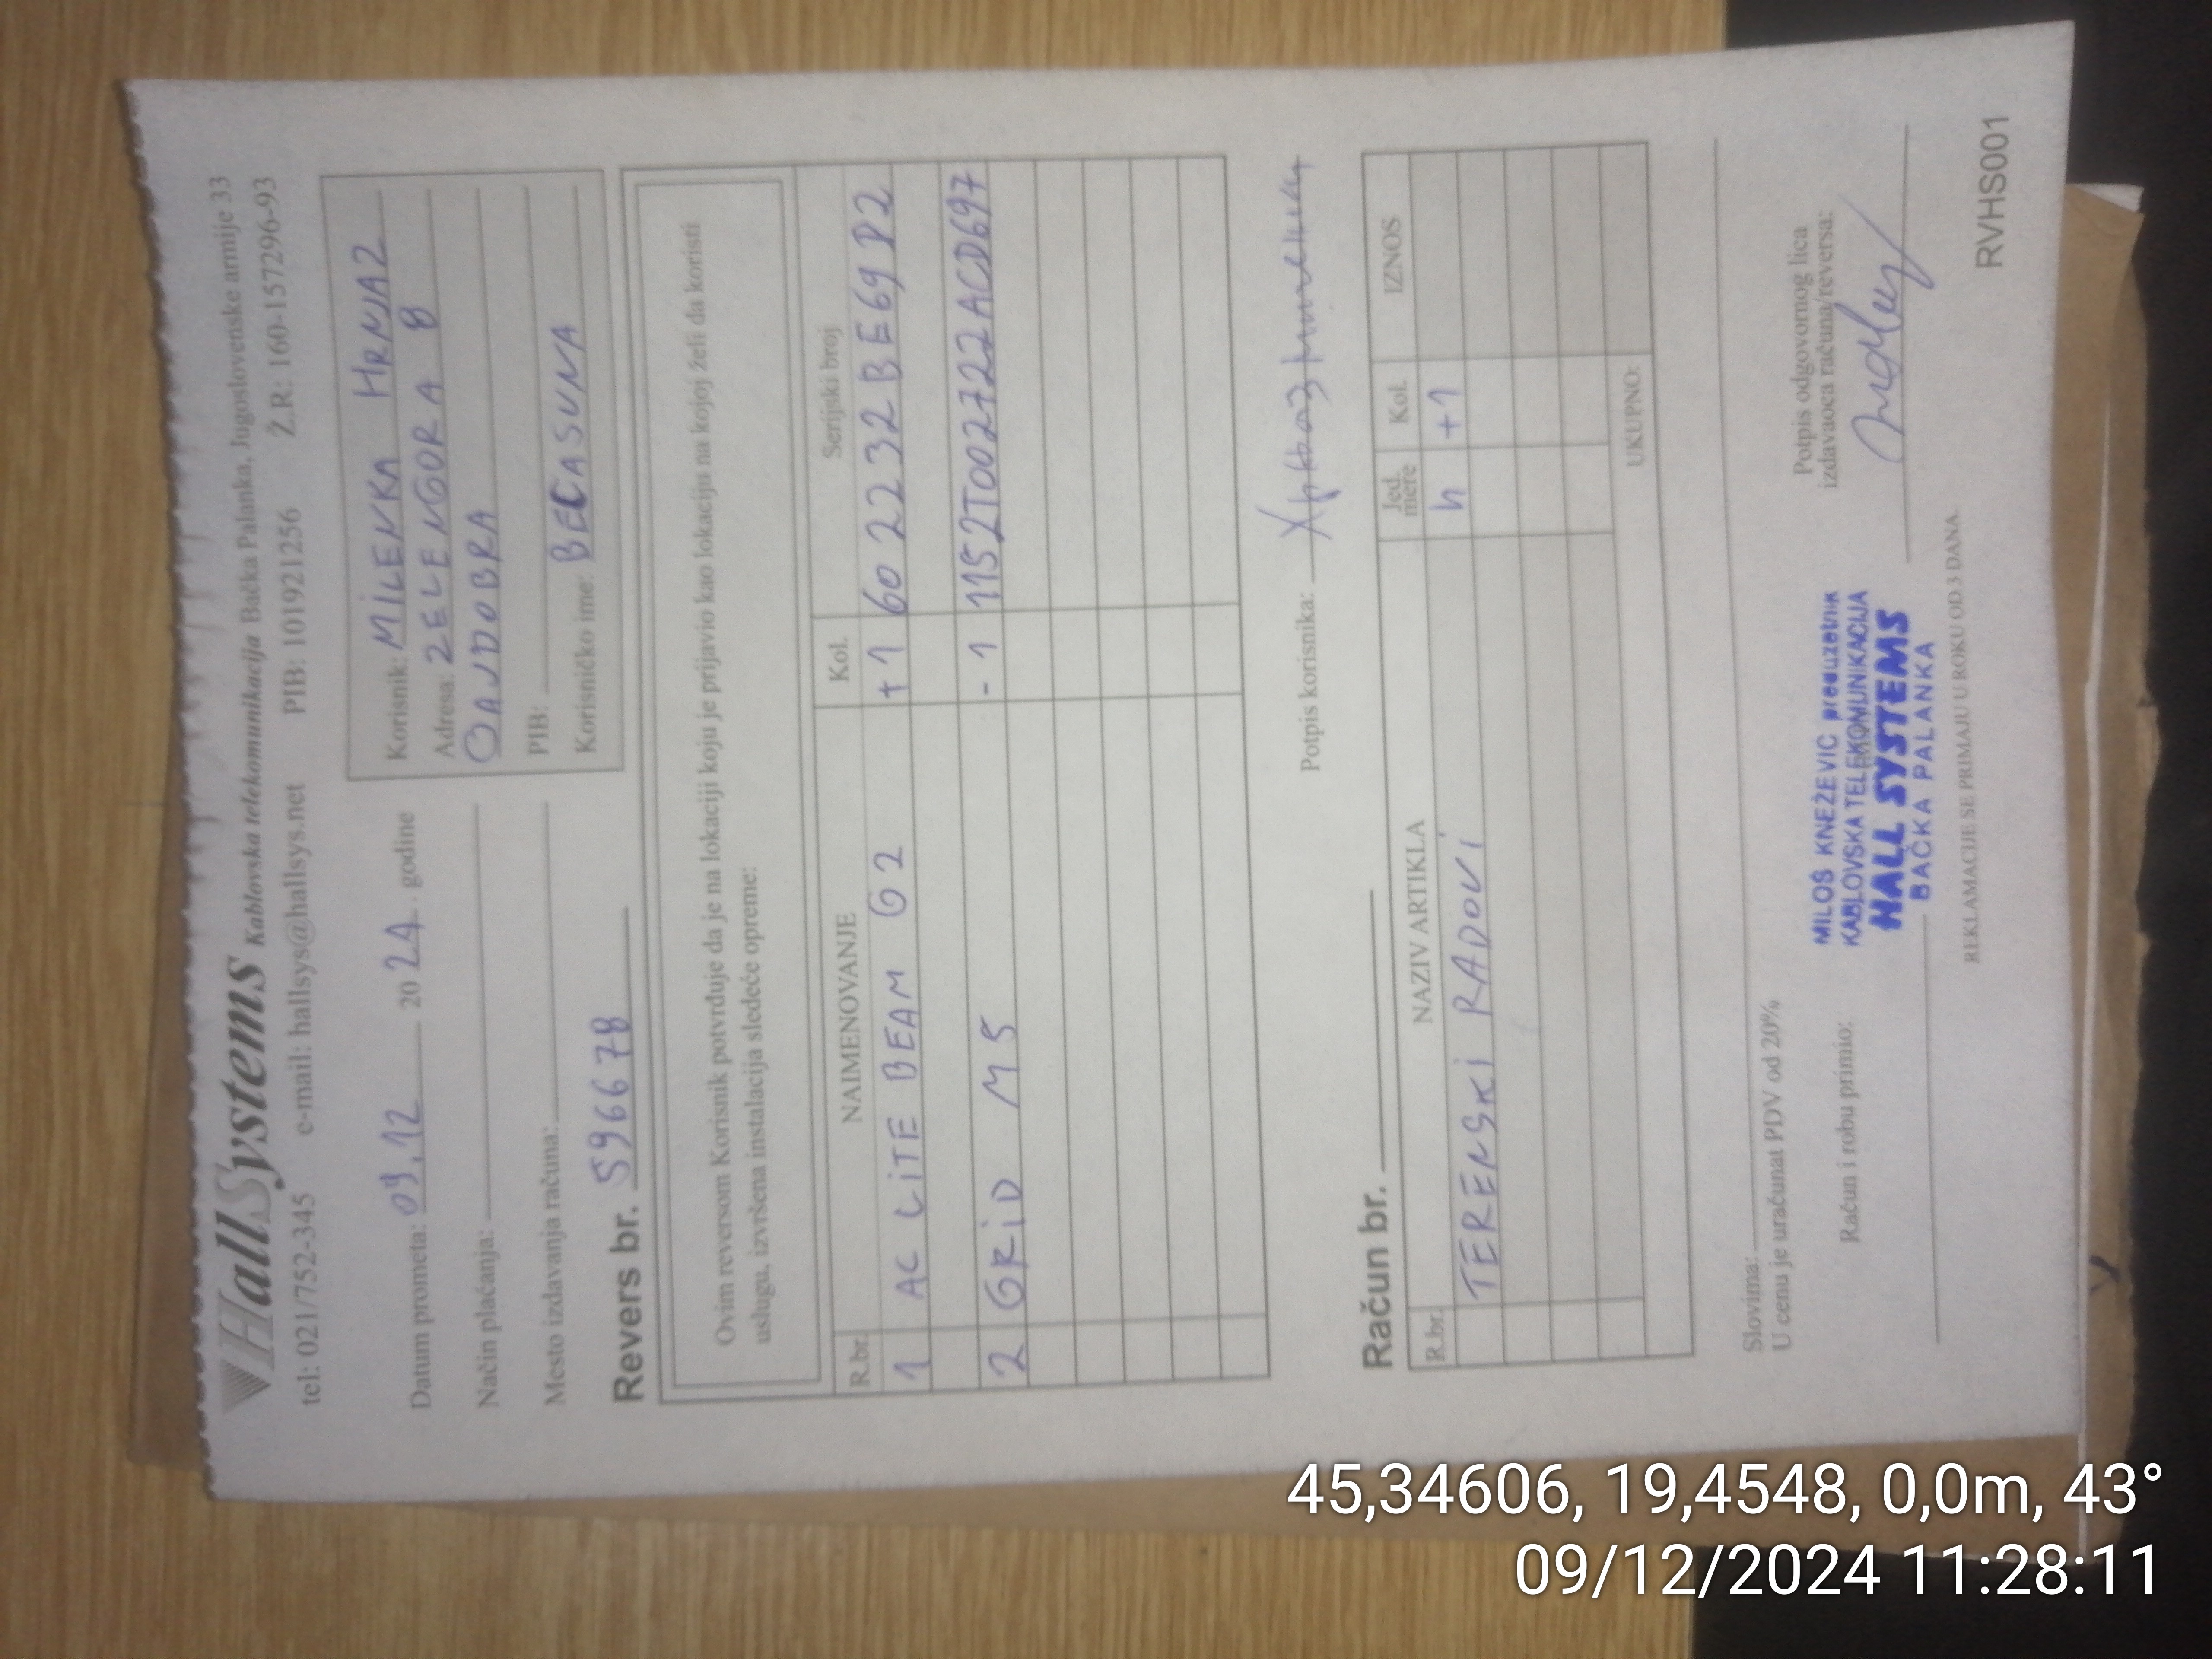 HallSystems Kablovska telekomunikacija Bačka Palanka, Jugoslovenske armije 33
tel: 021/752-345 e-mail: hallsys@hallsys.net PIB: 101921256 Ž.R: 160-1572296-93
Datum prometa: 09.12 2024. godine
Način plaćanja:
Mesto izdavanja računa:
Korisnik: MILENKA HRNJAZ
Adresa: ZELENGORA 8
GAJDOBRA
PIB:
Korisničko ime: BECASUMA
Revers br. 596678
Ovim reversom Korisnik potvrđuje da je na lokaciji koju je prijavio kao lokaciju na kojoj želi da koristi
uslugu, izvršena instalacija sledeće opreme:
R.br. NAIMENOVANJE Kol. Serijski broj
1 AC LITE BEAM G2 +1 602232BE69D2
2 GRID M5 -1 1152T0027222ACD697
Potpis korisnika:
Račun br.
R.br. NAZIV ARTIKLA Jed. mere Kol. IZNOS
TERENSKI RADOVI h +1
UKUPNO:
Slovima:
U cenu je uračunat PDV od 20%
Račun i robu primio:
MILOŠ KNEŽEVIĆ preduzetnik
KABLOVSKA TELEKOMUNIKACIJA
HALL SYSTEMS
BAČKA PALANKA
Potpis odgovornog lica
izdavaoca računa/reversa:
REKLAMACIJE SE PRIMAJU U ROKU OD 3 DANA.
RVHS001
45,34606, 19,4548, 0,0m, 43°
09/12/2024 11:28:11